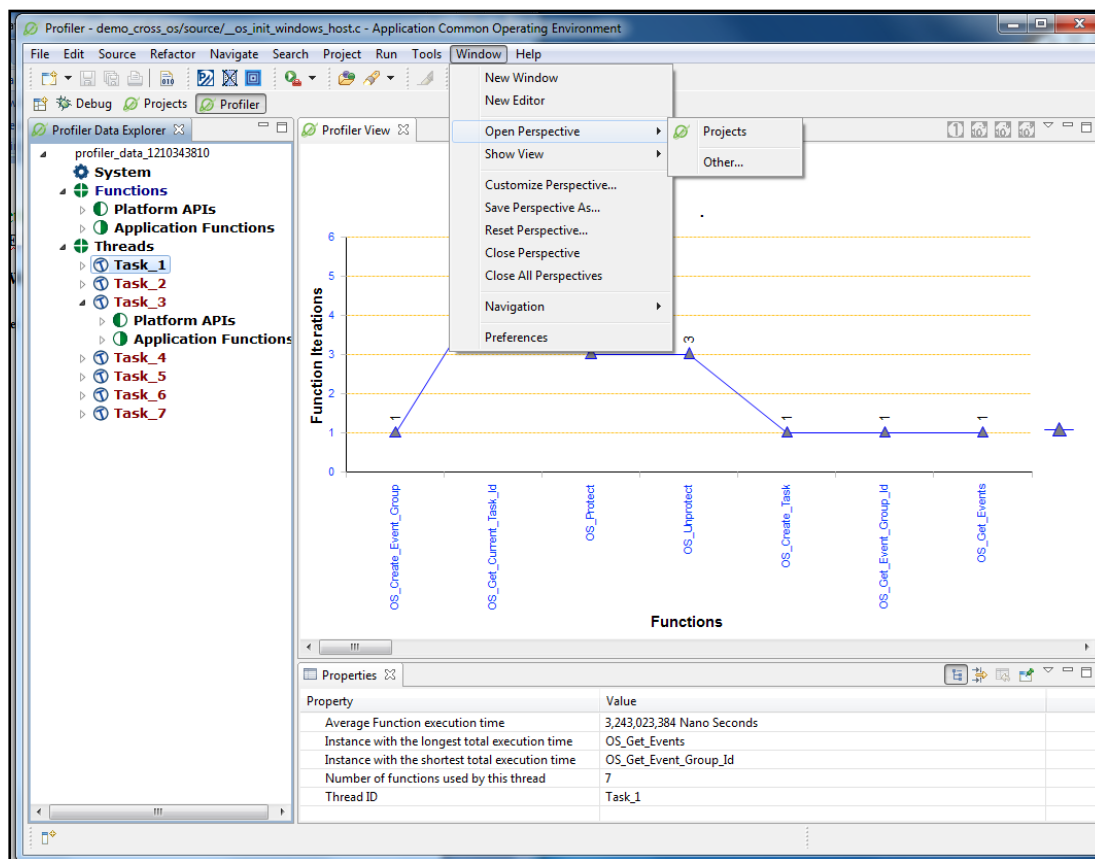 Profiler - demo_cross_os/source/__os_init_windows_host.c - Application Common Operating Environment
File Edit Source Refactor Navigate Search Project Run Tools Window Help
Debug Projects Profiler
Profiler Data Explorer
profiler_data_1210343810
System
Functions
Platform APIs
Application Functions
Threads
Task_1
Task_2
Task_3
Platform APIs
Application Functions
Task_4
Task_5
Task_6
Task_7
Profiler View
New Window
New Editor
Open Perspective
Show View
Customize Perspective...
Save Perspective As...
Reset Perspective...
Close Perspective
Close All Perspectives
Navigation
Preferences
Projects
Other...
Function Iterations
6
5
4
3
2
1
0
1
3
1
1
1
OS_Create_Event_Group
OS_Get_Current_Task_Id
OS_Protect
OS_Unprotect
OS_Create_Task
OS_Get_Event_Group_Id
OS_Get_Events
Functions
Properties
Property Value
Average Function execution time 3,243,023,384 Nano Seconds
Instance with the longest total execution time OS_Get_Events
Instance with the shortest total execution time OS_Get_Event_Group_Id
Number of functions used by this thread 7
Thread ID Task_1